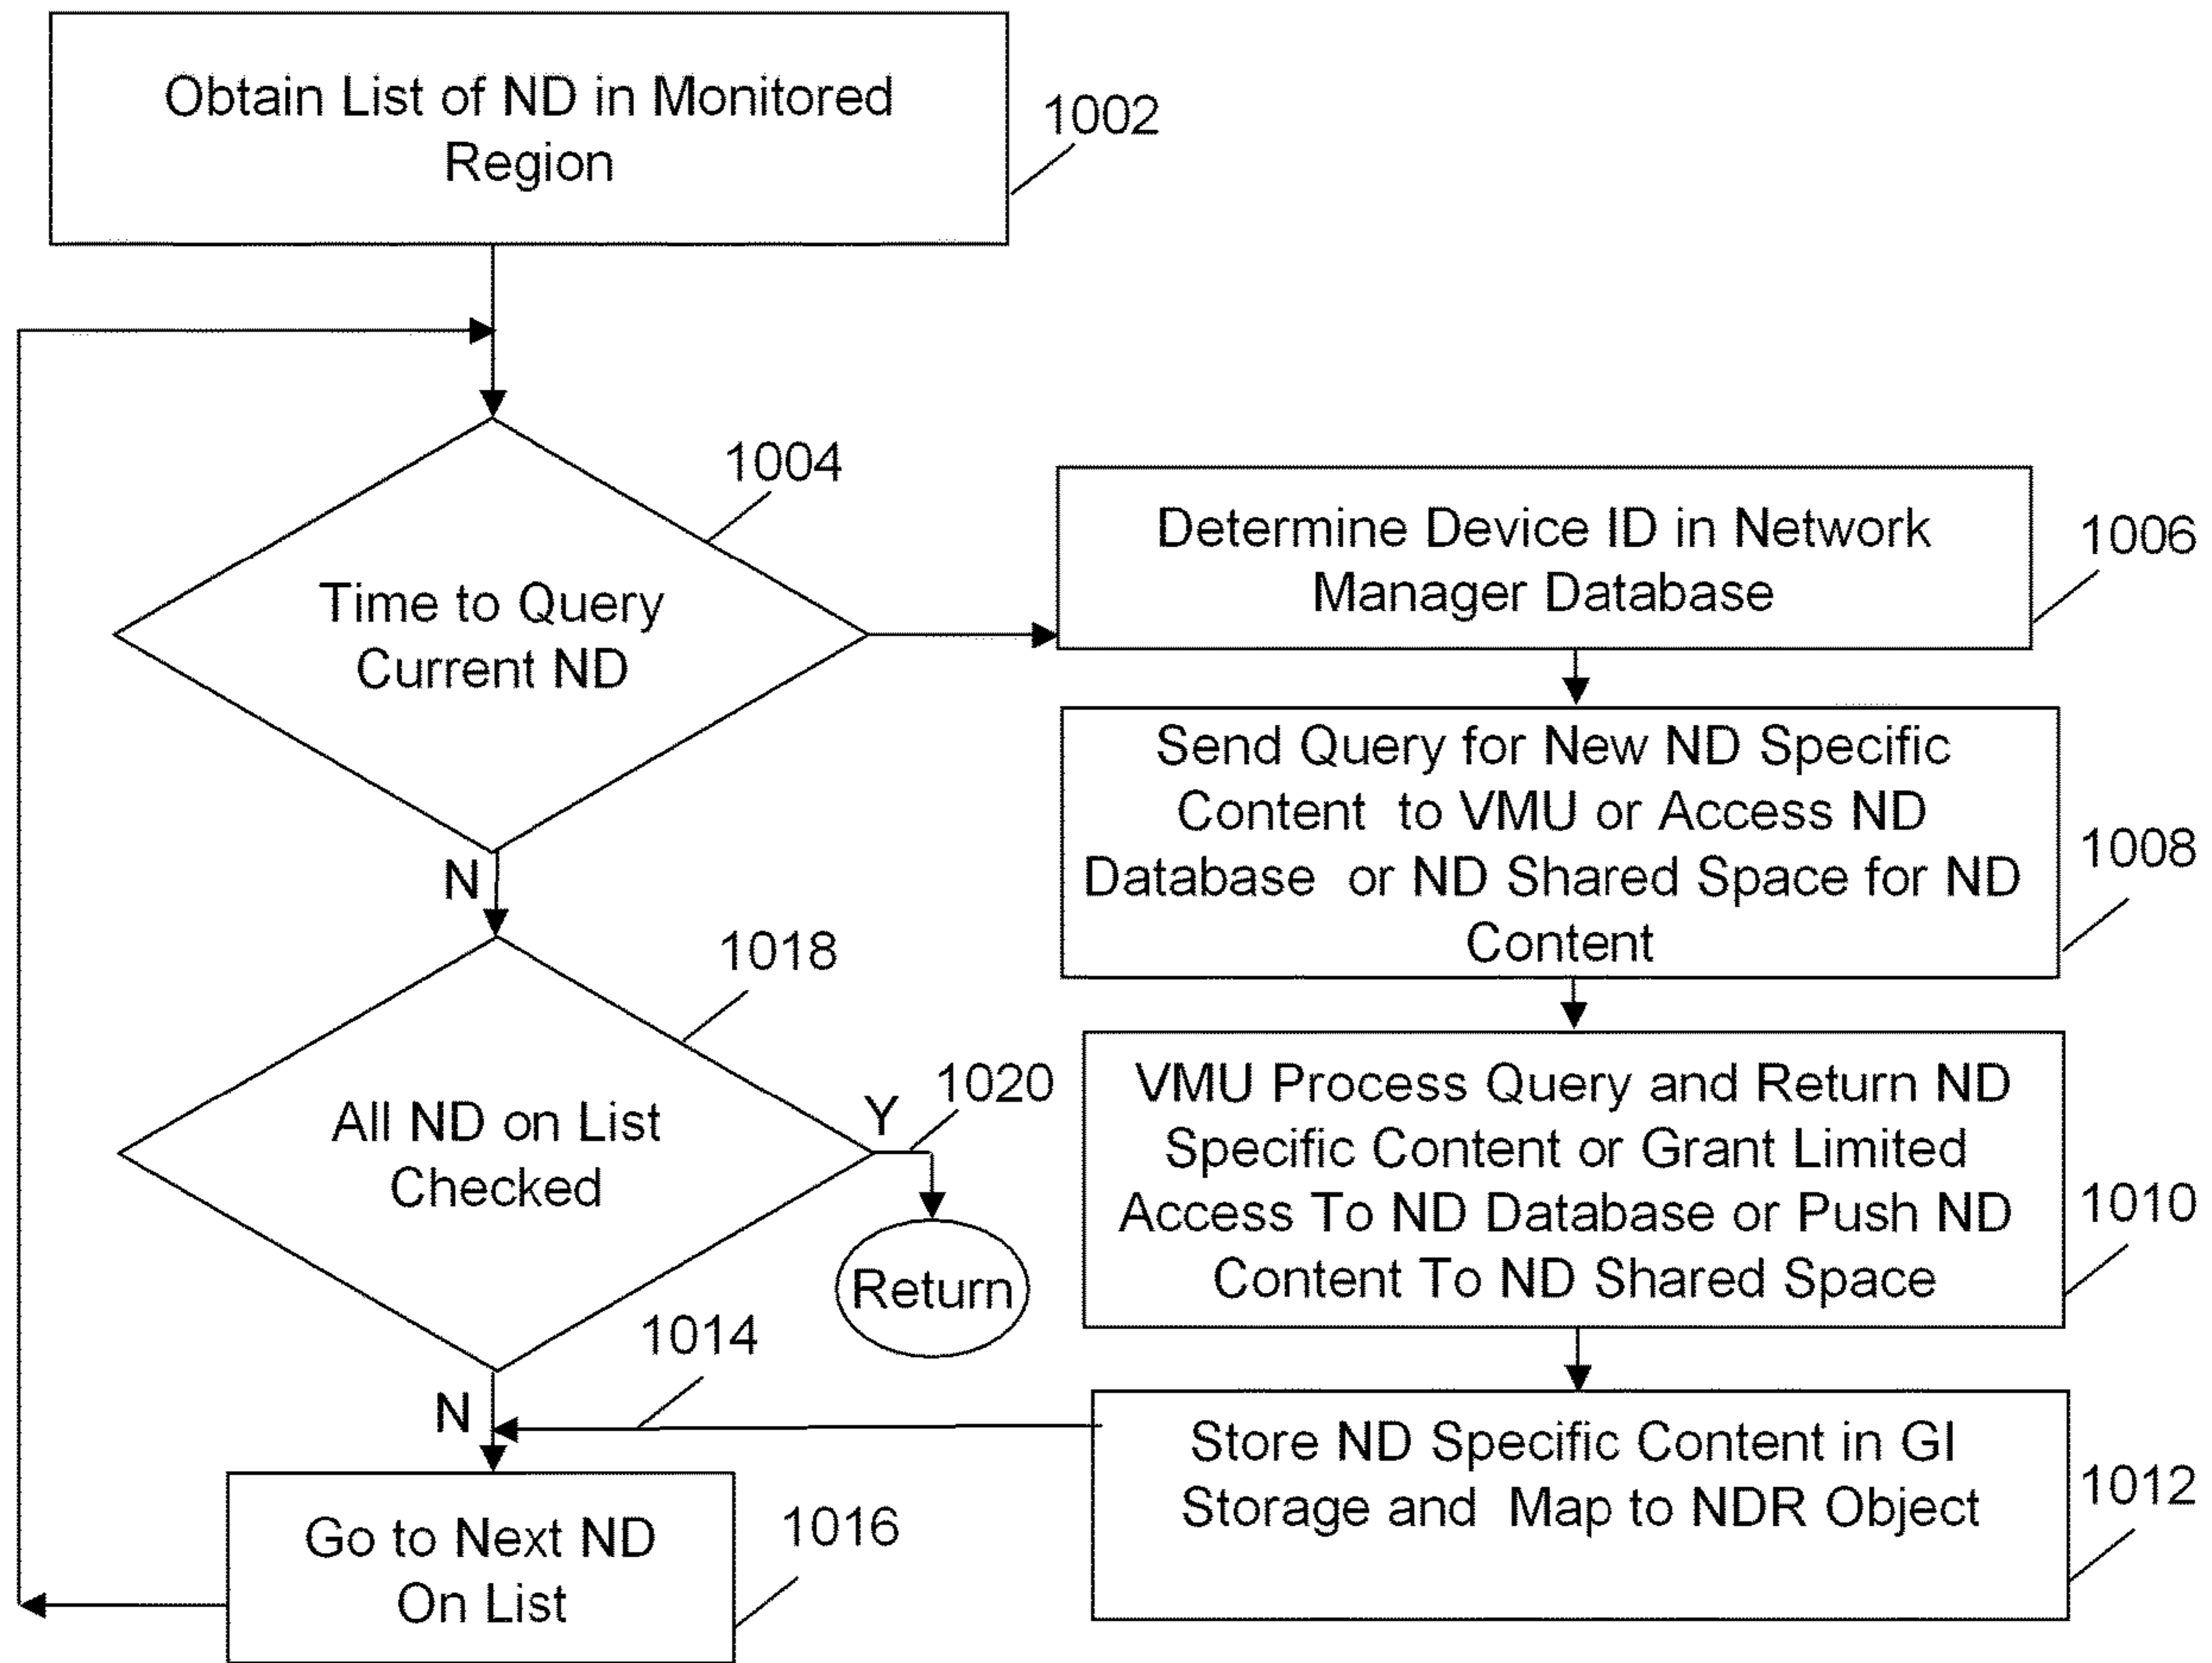 Obtain List of ND in Monitored
Region
1002
1004
Time to Query
Current ND
Determine Device ID in Network
Manager Database
1006
Send Query for New ND Specific
Content to VMU or Access ND
Database or ND Shared Space for ND
Content
1008
N
1018
All ND on List
Checked
Y
1020
Return
VMU Process Query and Return ND
Specific Content or Grant Limited
Access To ND Database or Push ND
Content To ND Shared Space
1010
1014
N
Store ND Specific Content in GI
Storage and Map to NDR Object
1012
Go to Next ND
On List
1016